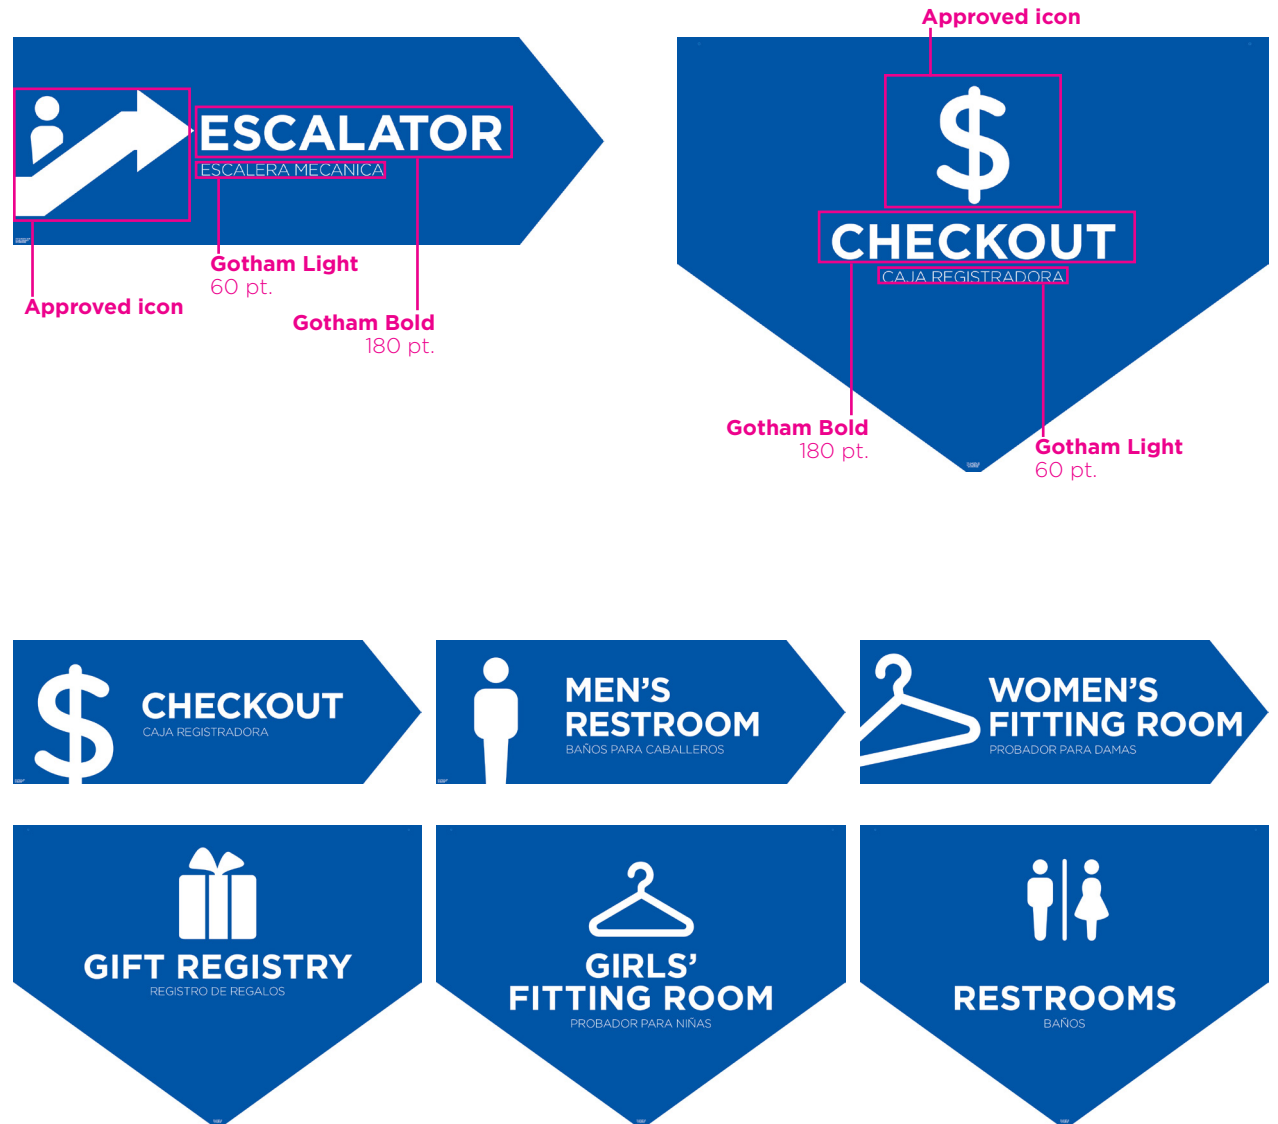 Approved icon
ESCALATOR
ESCALERA MECÁNICA
Gotham Light
60 pt.
Approved icon
Gotham Bold
180 pt.
$
CHECKOUT
CAJA REGISTRADORA
Gotham Bold
180 pt.
Gotham Light
60 pt.
$
CHECKOUT
CAJA REGISTRADORA
MEN’S
RESTROOM
BAÑOS PARA CABALLEROS
WOMEN’S
FITTING ROOM
PROBADOR PARA DAMAS
GIFT REGISTRY
REGISTRO DE REGALOS
GIRLS’
FITTING ROOM
PROBADOR PARA NIÑAS
RESTROOMS
BAÑOS